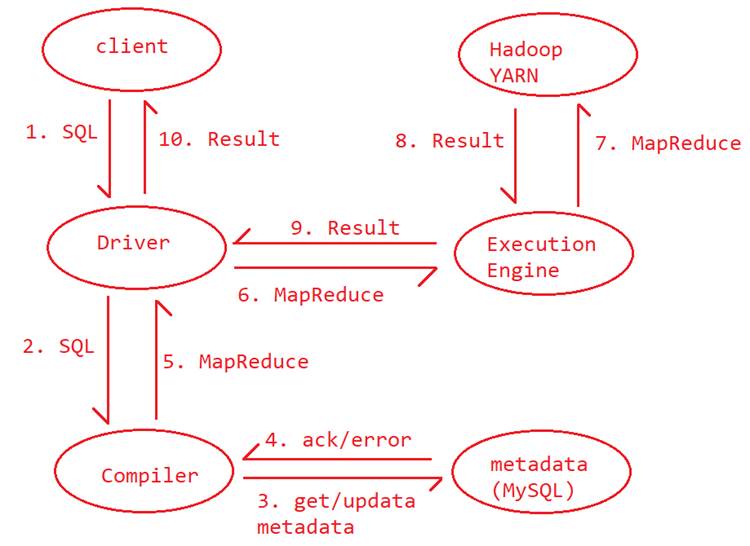 client
Hadoop
YARN
1. SQL
10. Result
8. Result
7. MapReduce
Driver
9. Result
Execution
Engine
6. MapReduce
2. SQL
5. MapReduce
4. ack/error
Compiler
metadata
(MySQL)
3. get/updata
metadata